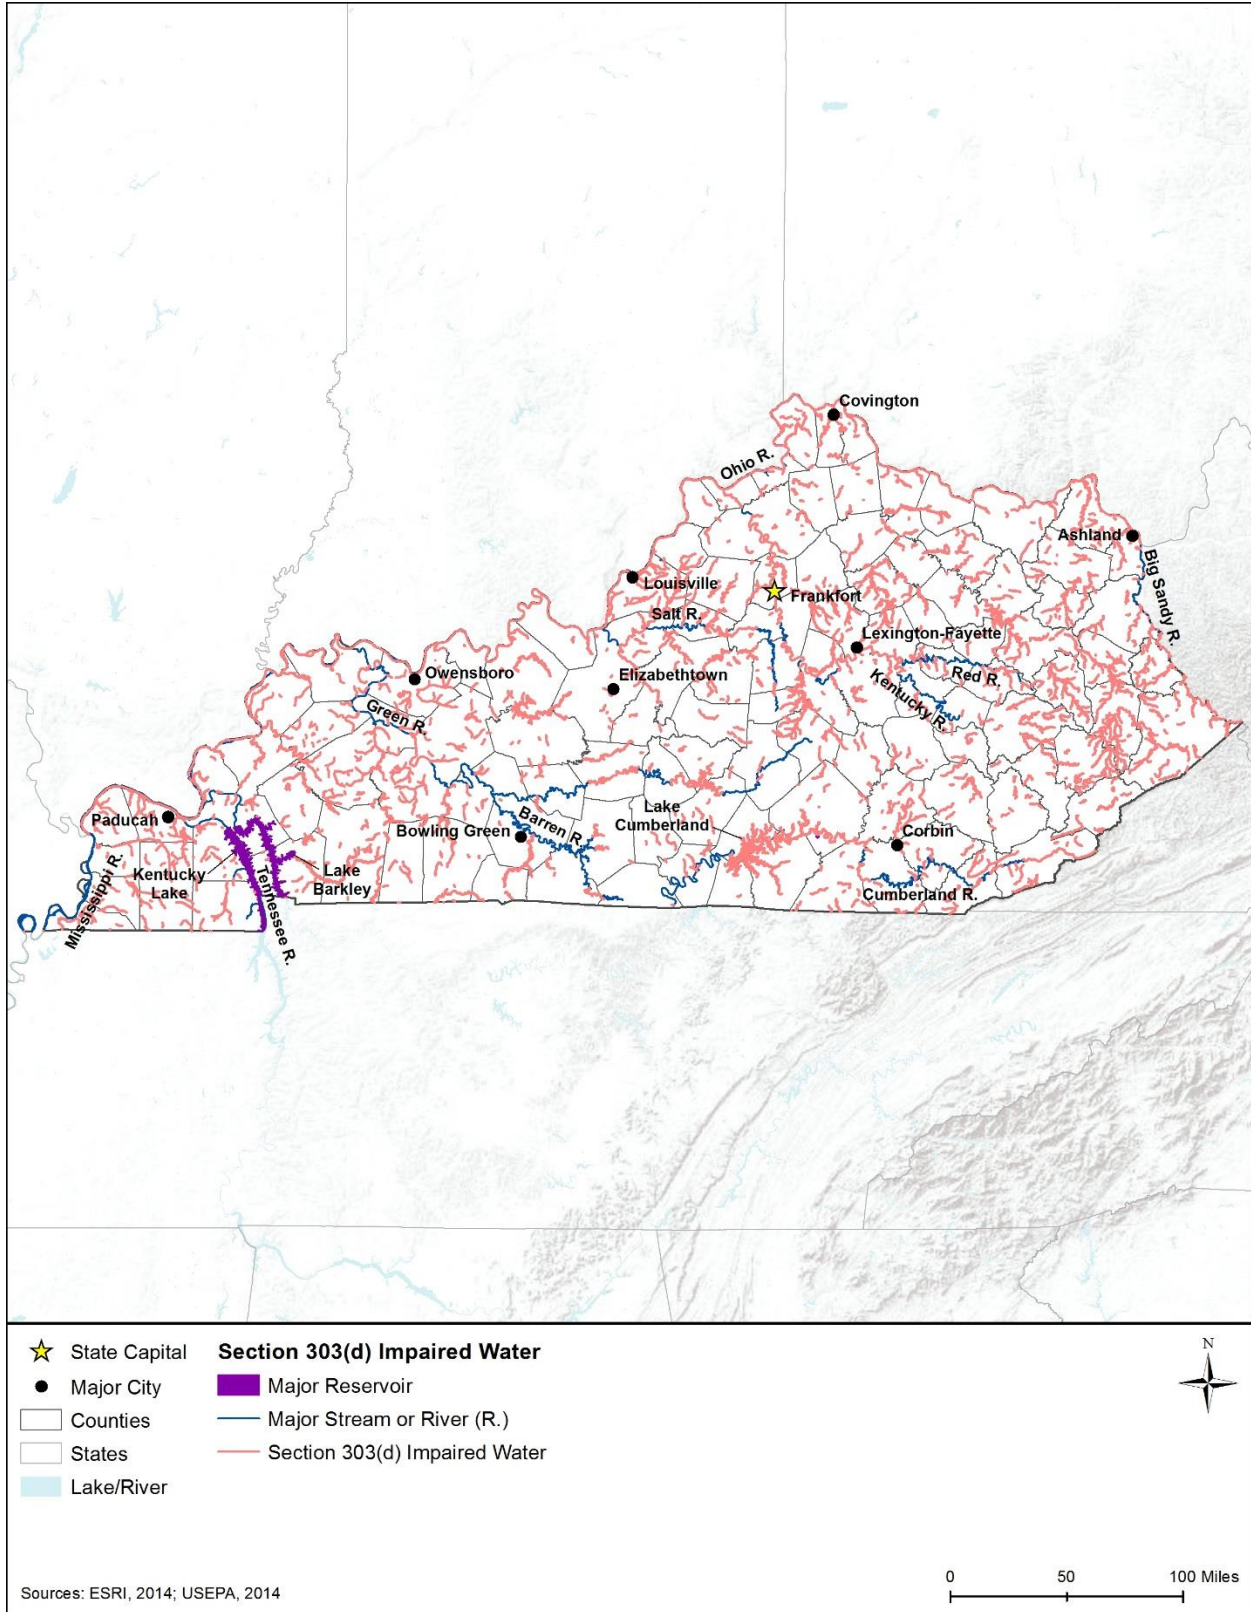 Covington
Ohio R.
Ashland
Big Sandy R.
Louisville
Frankfort
Salt R.
Lexington-Fayette
Owensboro
Elizabethtown
Red R.
Kentucky R.
Green R.
Paducah
Bowling Green
Barren R.
Lake
Cumberland
Corbin
Mississippi R.
Kentucky
Lake
Tennessee R.
Lake
Barkley
Cumberland R.
State Capital
Major City
Counties
States
Lake/River
Section 303(d) Impaired Water
Major Reservoir
Major Stream or River (R.)
Section 303(d) Impaired Water
N
0 50 100 Miles
Sources: ESRI, 2014; USEPA, 2014